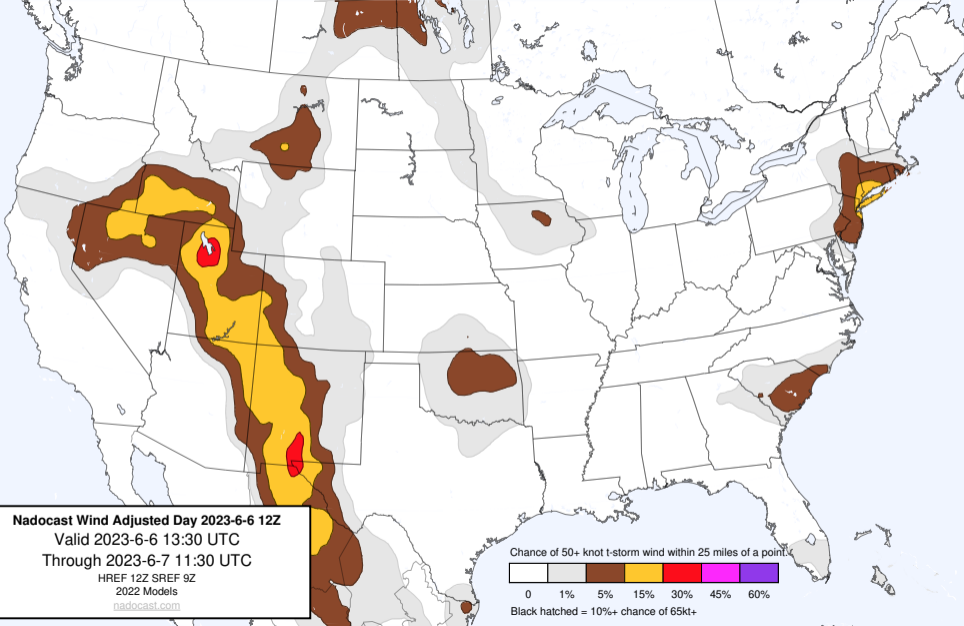 Nadocast Wind Adjusted Day 2023-6-6 12Z
Valid 2023-6-6 13:30 UTC
Through 2023-6-7 11:30 UTC
HREF 12Z SREF 9Z
2022 Models
nadocast.com
Chance of 50+ knot t-storm wind within 25 miles of a point.
0 1% 5% 15% 30% 45% 60%
Black hatched = 10%+ chance of 65kt+